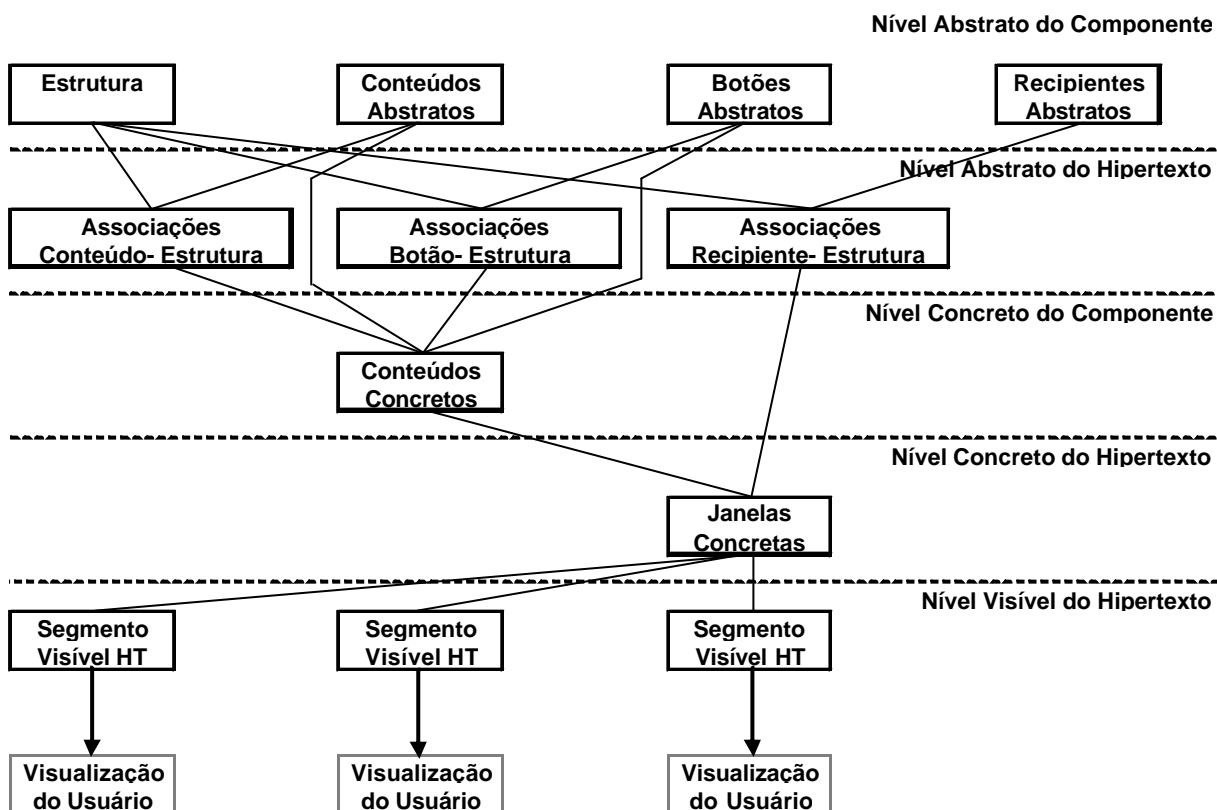 Nível Abstrato do Componente
Estrutura
Conteúdos
Abstratos
Botões
Abstratos
Recipientes
Abstratos
Nível Abstrato do Hipertexto
Associações
Conteúdo- Estrutura
Associações
Botão- Estrutura
Associações
Recipiente- Estrutura
Nível Concreto do Componente
Conteúdos
Concretos
Nível Concreto do Hipertexto
Janelas
Concretas
Nível Visível do Hipertexto
Segmento
Visível HT
Segmento
Visível HT
Segmento
Visível HT
Visualização
do Usuário
Visualização
do Usuário
Visualização
do Usuário